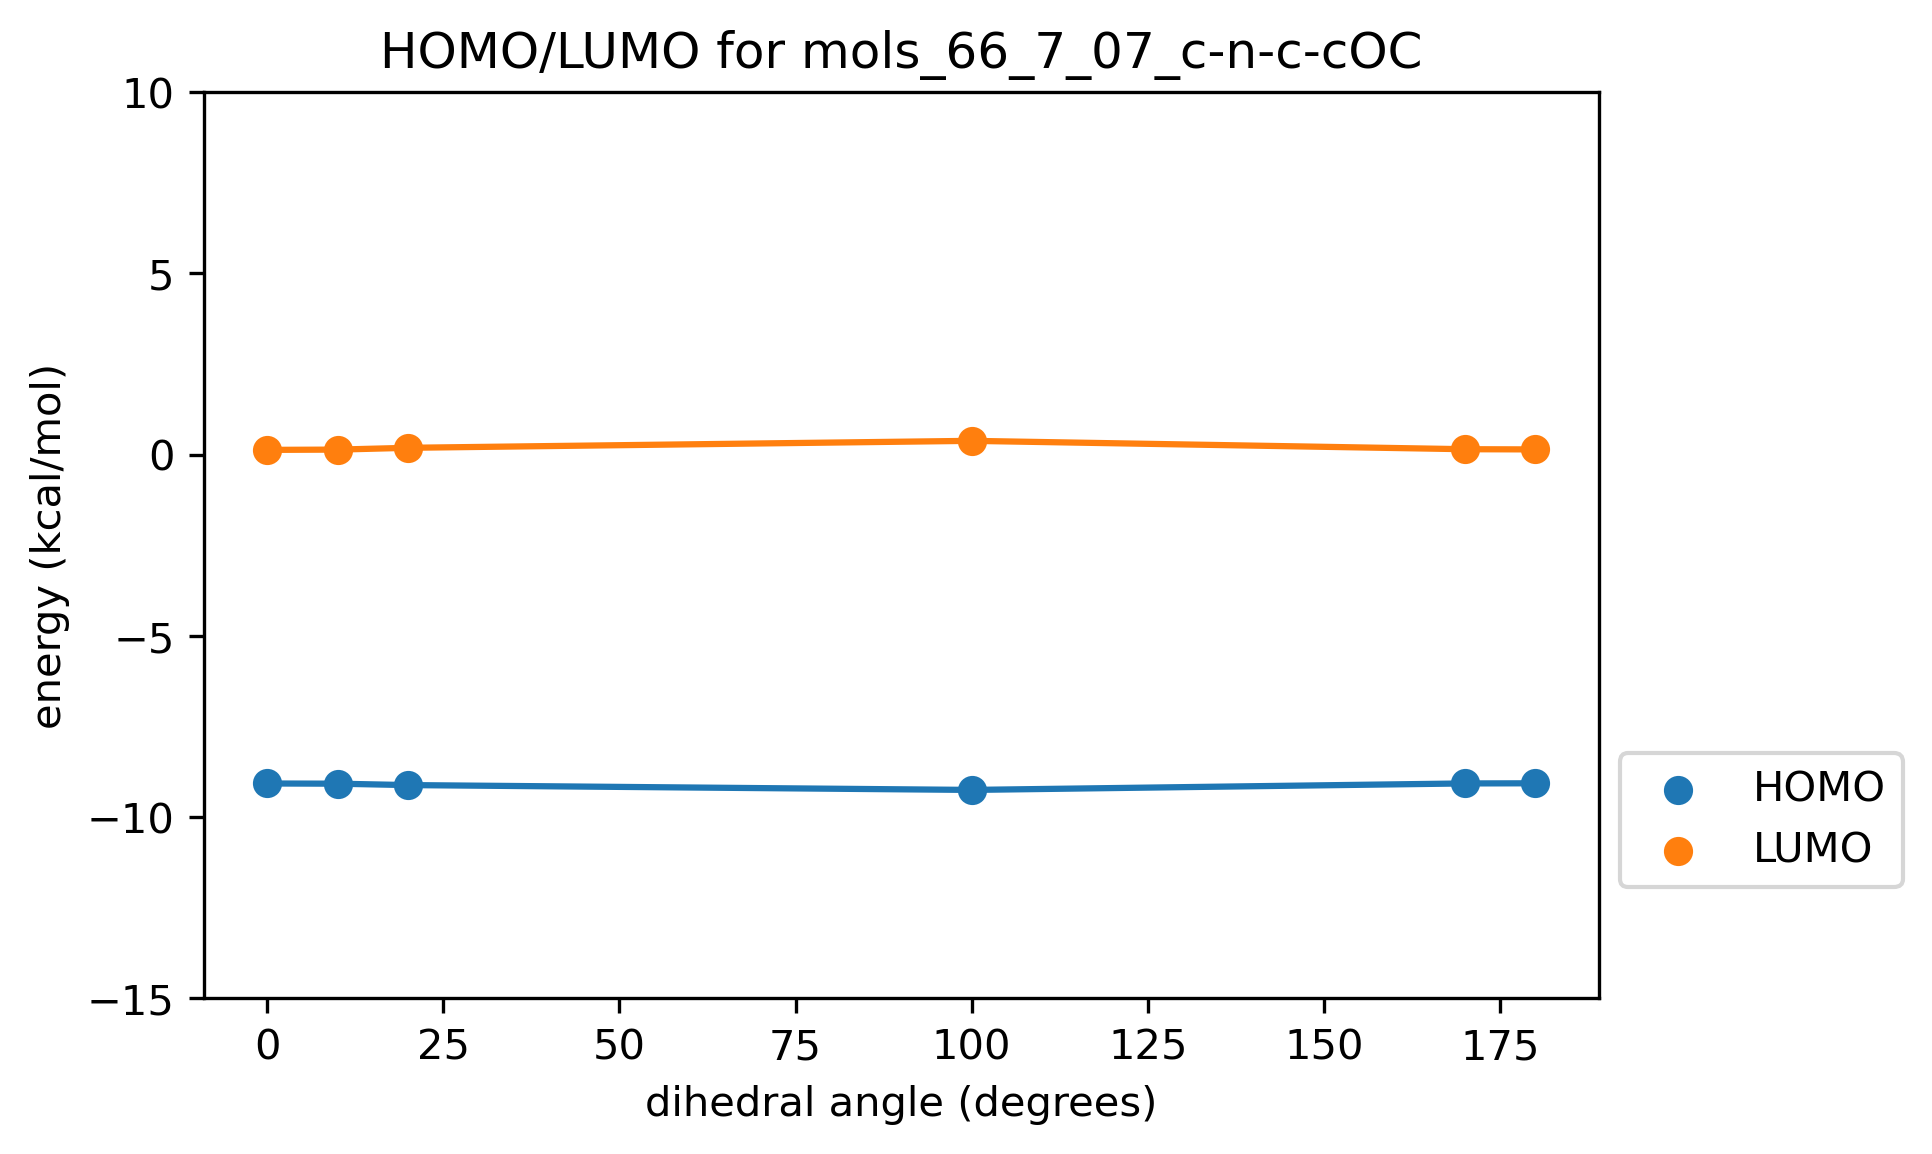 HOMO/LUMO for mols_66_7_07_c-n-c-cOC
10
5
0
−5
−10
−15
energy (kcal/mol)
0 25 50 75 100 125 150 175
dihedral angle (degrees)
HOMO
LUMO